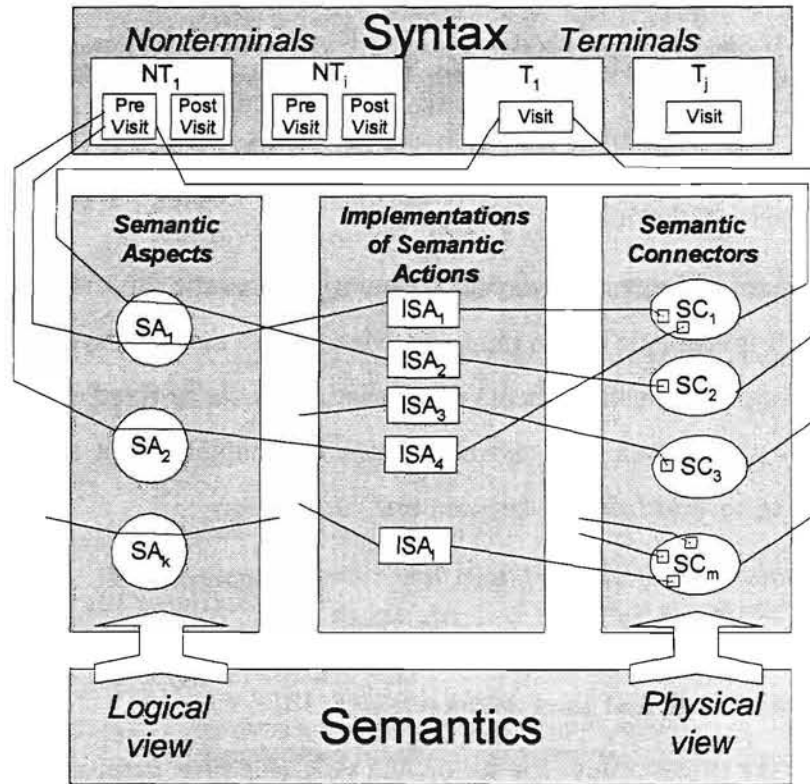 Nonterminals Syntax Terminals
NT₁ NTᵢ T₁ Tⱼ
Pre Visit Post Visit Pre Visit Post Visit Visit Visit
Semantic Aspects
Implementations of Semantic Actions
Semantic Connectors
SA₁
SA₂
SAₖ
ISA₁
ISA₂
ISA₃
ISA₄
ISA₁
SC₁
SC₂
SC₃
SCₘ
Logical view
Semantics
Physical view